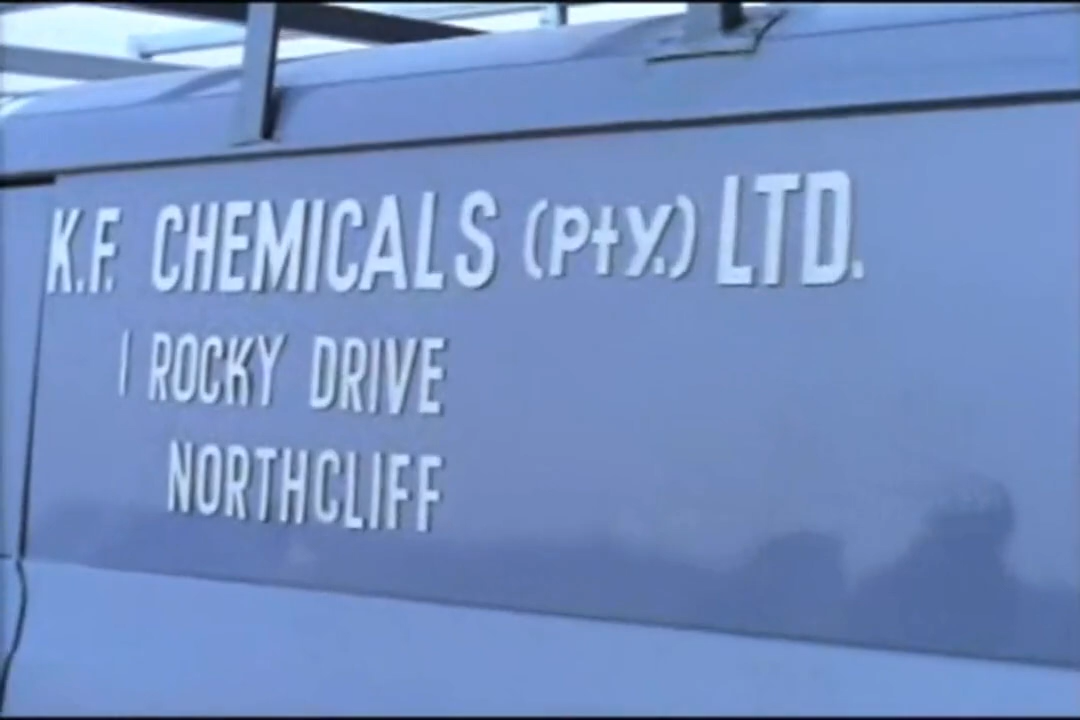 K.F. CHEMICALS (Pty.) LTD.
1 ROCKY DRIVE
NORTHCLIFF